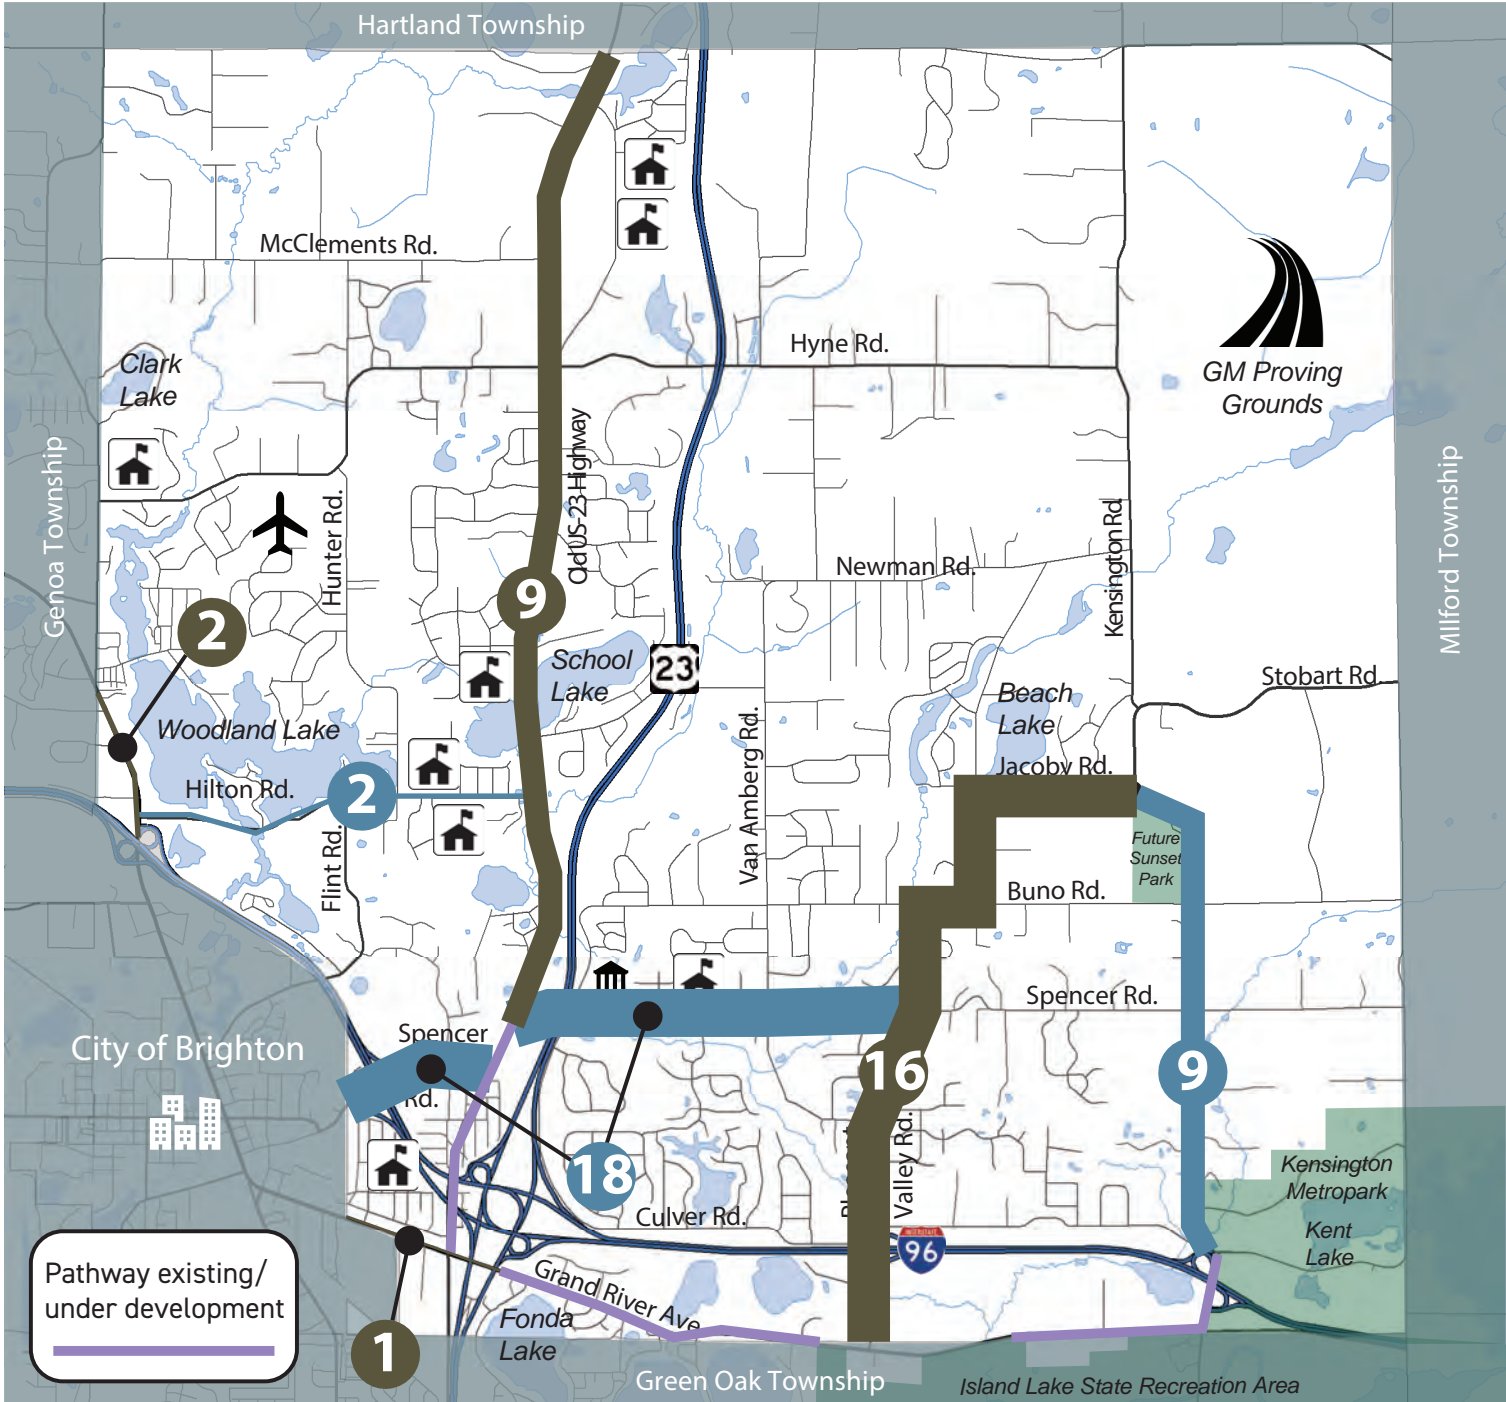 Hartland Township
McClements Rd.
Hyne Rd.
Clark
Lake
GM Proving
Grounds
Genoa Township
Hunter Rd.
Old US-23 Highway
Kensington Rd.
MIlford Township
Newman Rd.
9
2
School
Lake
23
Stobart Rd.
Beach
Lake
Woodland Lake
Van Amberg Rd.
Jacoby Rd.
Hilton Rd.
2
Flint Rd.
Future
Sunset
Park
Buno Rd.
Spencer Rd.
City of Brighton
Spencer
Rd.
16
9
Valley Rd.
18
Kensington
Metropark
Culver Rd.
INTERSTATE
96
Kent
Lake
Pathway existing/
under development
Grand River Ave
Fonda
Lake
1
Green Oak Township
Island Lake State Recreation Area